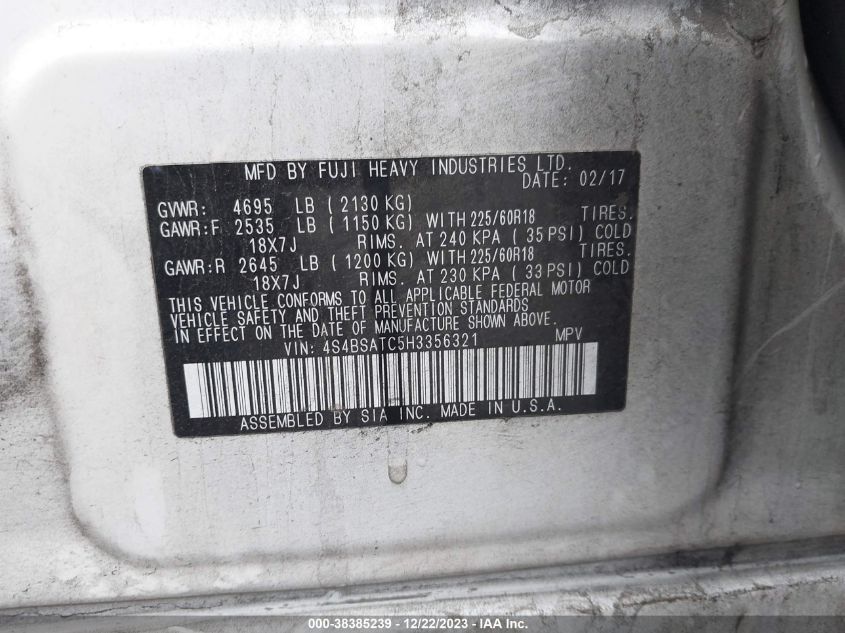 MFD BY FUJI HEAVY INDUSTRIES LTD.
DATE: 02/17
GVWR: 4695 LB ( 2130 KG)
GAWR:F 2535 LB ( 1150 KG) WITH 225/60R18 TIRES.
18X7J RIMS. AT 240 KPA ( 35 PSI) COLD
GAWR:R 2645 LB ( 1200 KG) WITH 225/60R18 TIRES.
18X7J RIMS. AT 230 KPA ( 33 PSI) COLD
THIS VEHICLE CONFORMS TO ALL APPLICABLE FEDERAL MOTOR
VEHICLE SAFETY AND THEFT PREVENTION STANDARDS
IN EFFECT ON THE DATE OF MANUFACTURE SHOWN ABOVE.
VIN: 4S4BSATC5H3356321 MPV
ASSEMBLED BY SIA INC. MADE IN U.S.A.
000-38385239 - 12/22/2023 - IAA Inc.